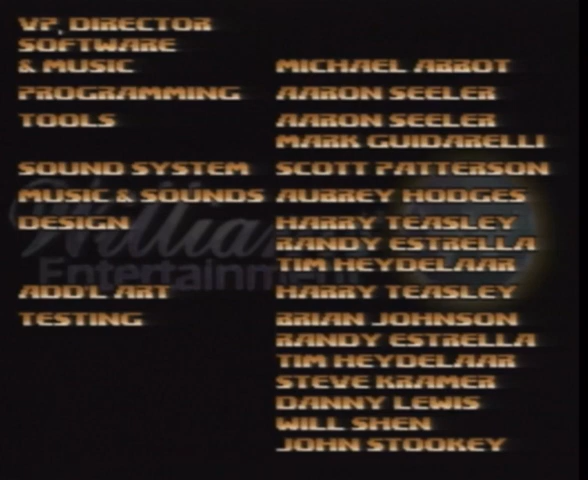 VP, DIRECTOR
SOFTWARE
& MUSIC MICHAEL ABBOT
PROGRAMMING AARON SEELER
TOOLS AARON SEELER
MARK GUIDARELLI
SOUND SYSTEM SCOTT PATTERSON
MUSIC & SOUNDS AUBREY HODGES
DESIGN HARRY TEASLEY
RANDY ESTRELLA
TIM HEYDELAAR
ADD'L ART HARRY TEASLEY
TESTING BRIAN JOHNSON
RANDY ESTRELLA
TIM HEYDELAAR
STEVE KRAMER
DANNY LEWIS
WILL SHEN
JOHN STOOKEY
Williams
Entertainment